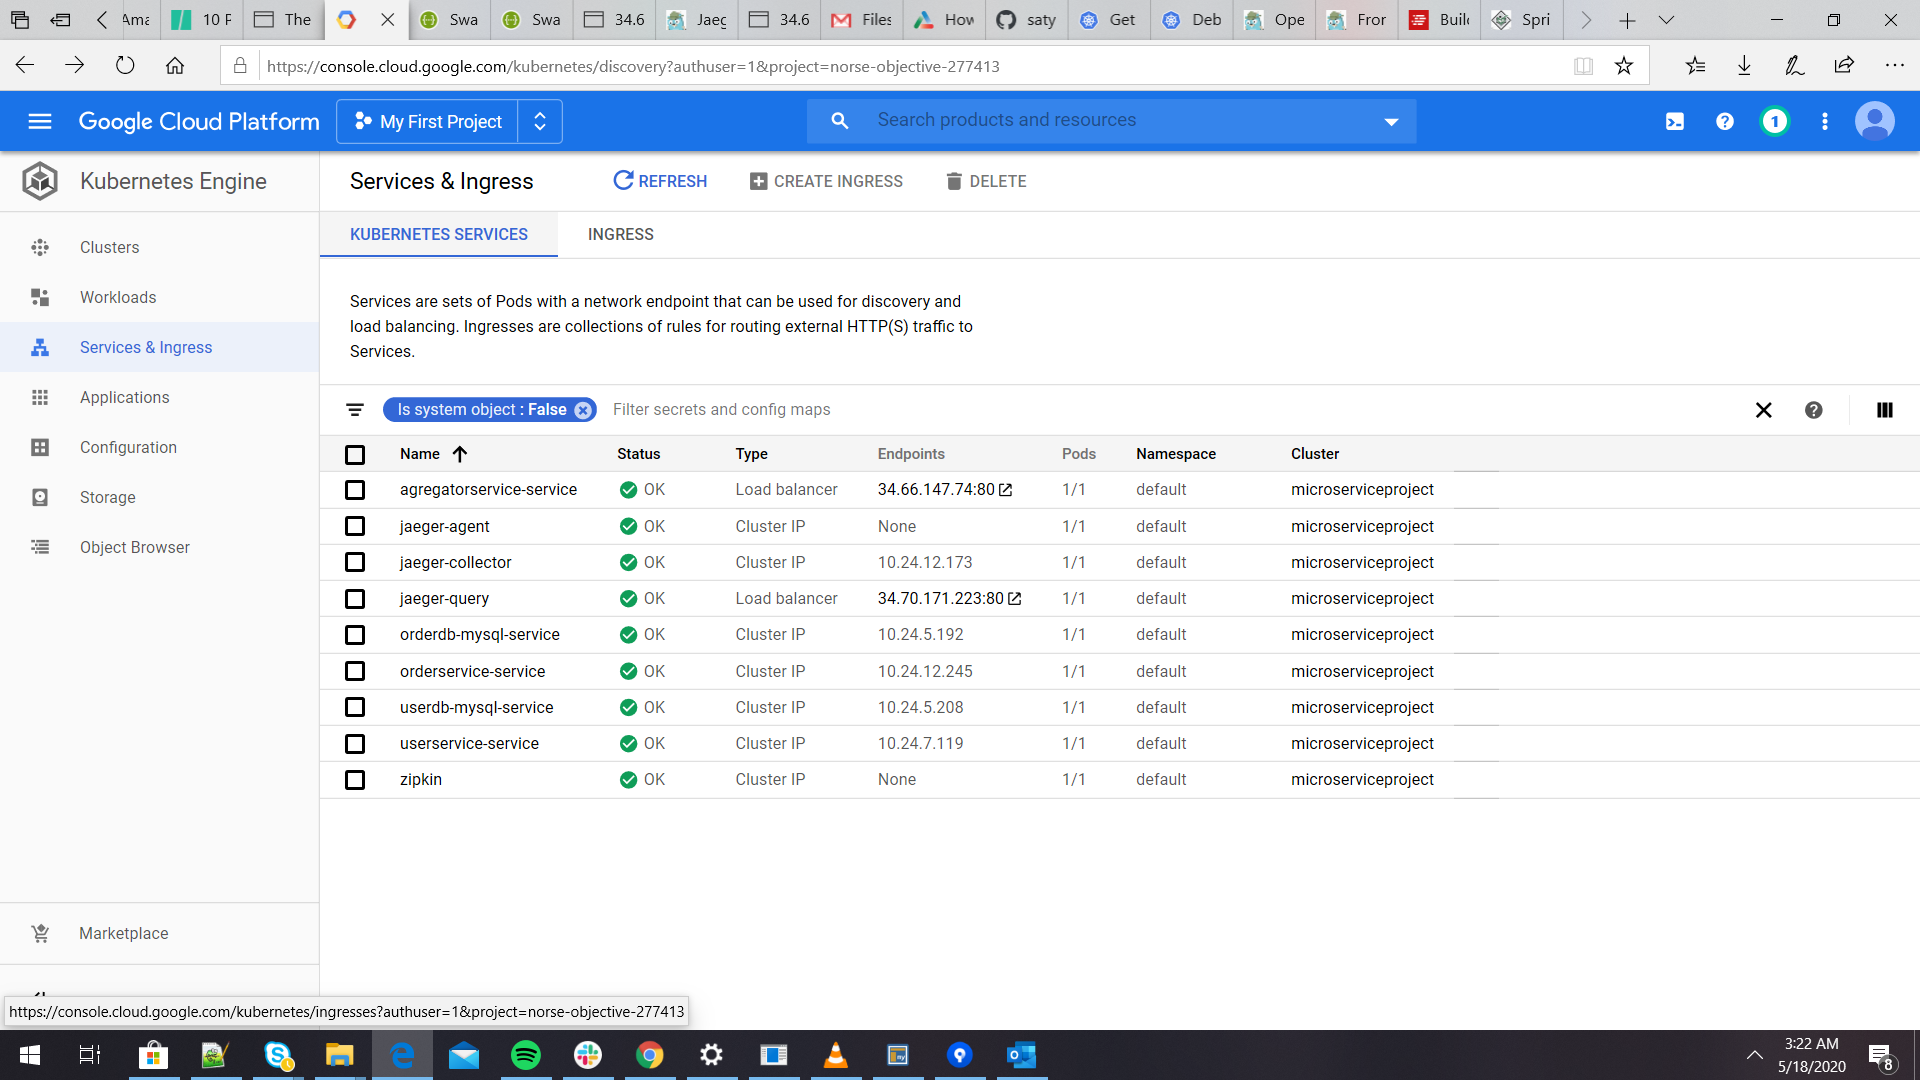 Ama
10 F
The
Swa
Swa
34.6
Jaeg
34.6
Files
How
saty
Get
Deb
Ope
Fror
Build
Spri
https://console.cloud.google.com/kubernetes/discovery?authuser=1&project=norse-objective-277413
Google Cloud Platform
My First Project
Search products and resources
1
Kubernetes Engine
Services & Ingress
REFRESH
CREATE INGRESS
DELETE
Clusters
Workloads
Services & Ingress
Applications
Configuration
Storage
Object Browser
Marketplace
KUBERNETES SERVICES INGRESS
Services are sets of Pods with a network endpoint that can be used for discovery and
load balancing. Ingresses are collections of rules for routing external HTTP(S) traffic to
Services.
Is system object : False Filter secrets and config maps
Name Status Type Endpoints Pods Namespace Cluster
agregatorservice-service OK Load balancer 34.66.147.74:80 1/1 default microserviceproject
jaeger-agent OK Cluster IP None 1/1 default microserviceproject
jaeger-collector OK Cluster IP 10.24.12.173 1/1 default microserviceproject
jaeger-query OK Load balancer 34.70.171.223:80 1/1 default microserviceproject
orderdb-mysql-service OK Cluster IP 10.24.5.192 1/1 default microserviceproject
orderservice-service OK Cluster IP 10.24.12.245 1/1 default microserviceproject
userdb-mysql-service OK Cluster IP 10.24.5.208 1/1 default microserviceproject
userservice-service OK Cluster IP 10.24.7.119 1/1 default microserviceproject
zipkin OK Cluster IP None 1/1 default microserviceproject
https://console.cloud.google.com/kubernetes/ingresses?authuser=1&project=norse-objective-277413
3:22 AM
5/18/2020
8